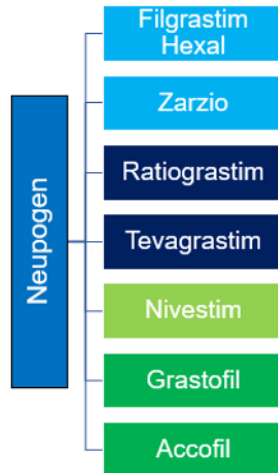 Neupogen
Filgrastim
Hexal
Zarzio
Ratiograstim
Tevagrastim
Nivestim
Grastofil
Accofil